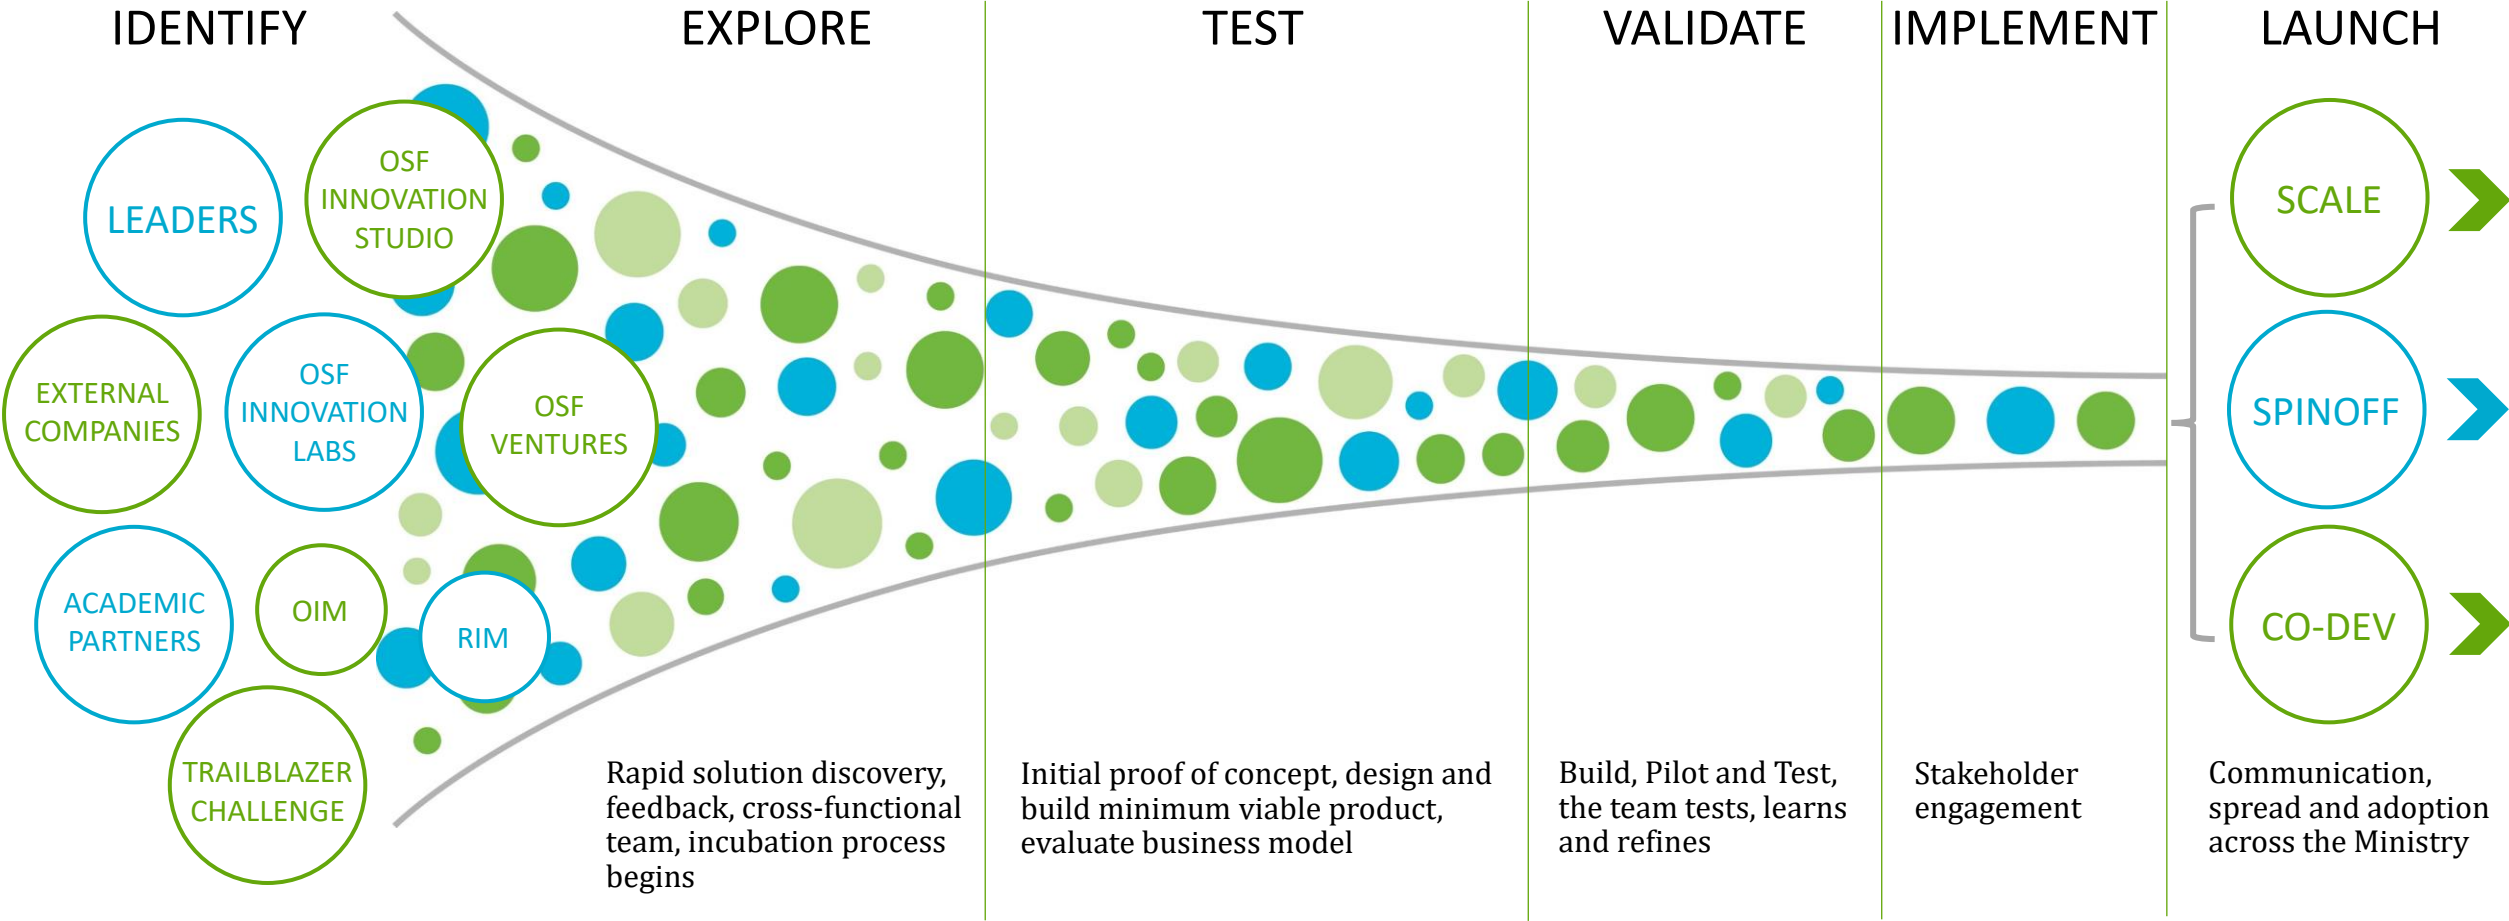 IDENTIFY
EXPLORE
TEST
VALIDATE
IMPLEMENT
LAUNCH
LEADERS
OSF
INNOVATION
STUDIO
EXTERNAL
COMPANIES
OSF
INNOVATION
LABS
OSF
VENTURES
ACADEMIC
PARTNERS
OIM
RIM
TRAILBLAZER
CHALLENGE
SCALE
SPINOFF
CO-DEV
Rapid solution discovery,
feedback, cross-functional
team, incubation process
begins
Initial proof of concept, design and
build minimum viable product,
evaluate business model
Build, Pilot and Test,
the team tests, learns
and refines
Stakeholder
engagement
Communication,
spread and adoption
across the Ministry